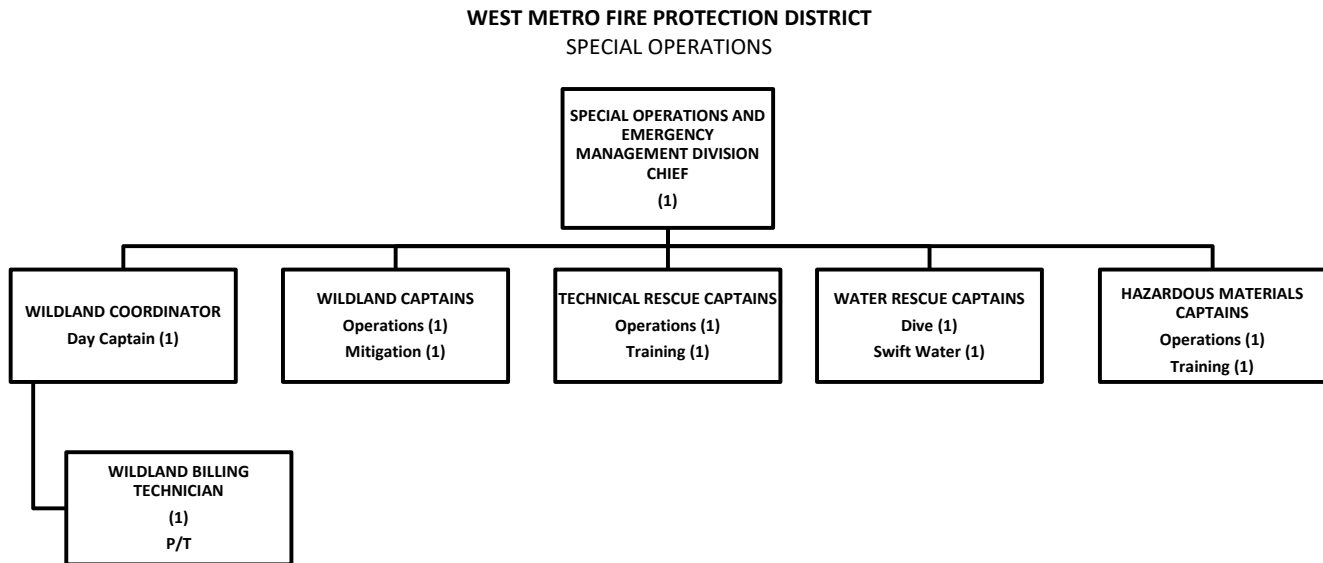 WEST METRO FIRE PROTECTION DISTRICT
SPECIAL OPERATIONS
SPECIAL OPERATIONS AND
EMERGENCY
MANAGEMENT DIVISION
CHIEF
(1)
WILDLAND COORDINATOR
Day Captain (1)
WILDLAND CAPTAINS
Operations (1)
Mitigation (1)
TECHNICAL RESCUE CAPTAINS
Operations (1)
Training (1)
WATER RESCUE CAPTAINS
Dive (1)
Swift Water (1)
HAZARDOUS MATERIALS
CAPTAINS
Operations (1)
Training (1)
WILDLAND BILLING
TECHNICIAN
(1)
P/T